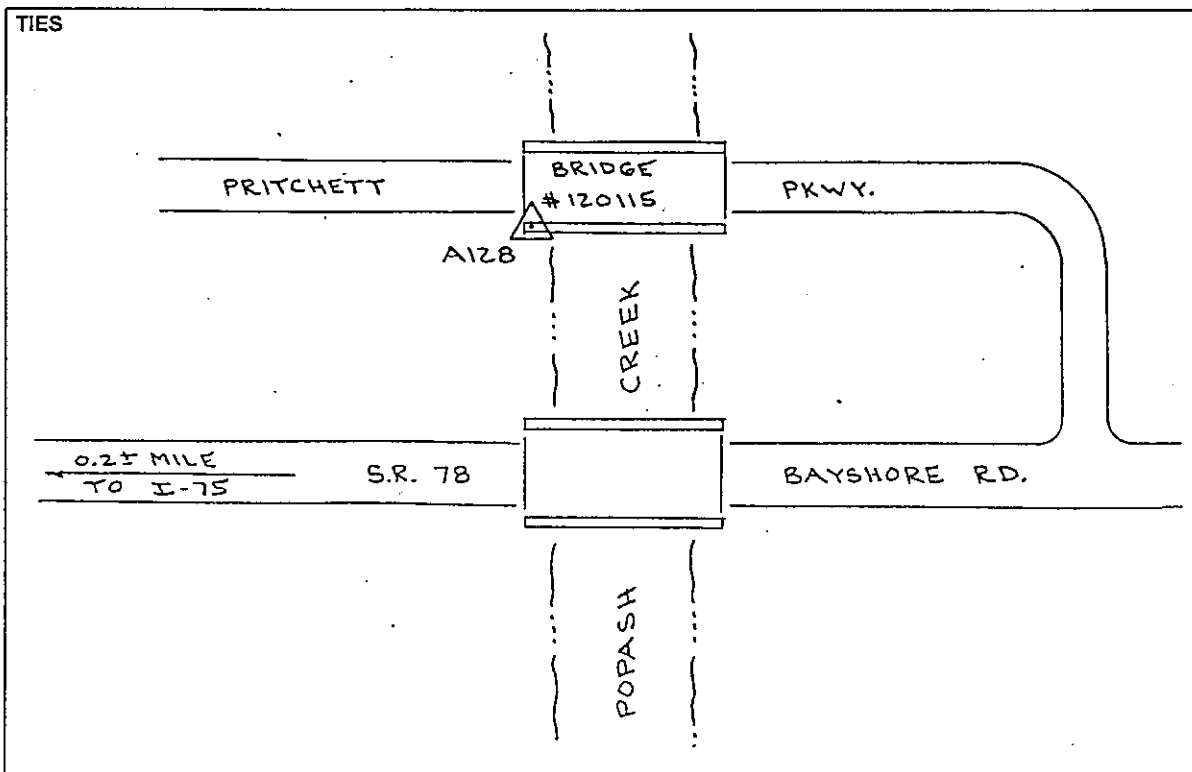 TIES
PRITCHETT
BRIDGE
# 120115
PKWY.
A128
CREEK
0.2± MILE
TO I-75
S.R. 78
BAYSHORE RD.
POPASH